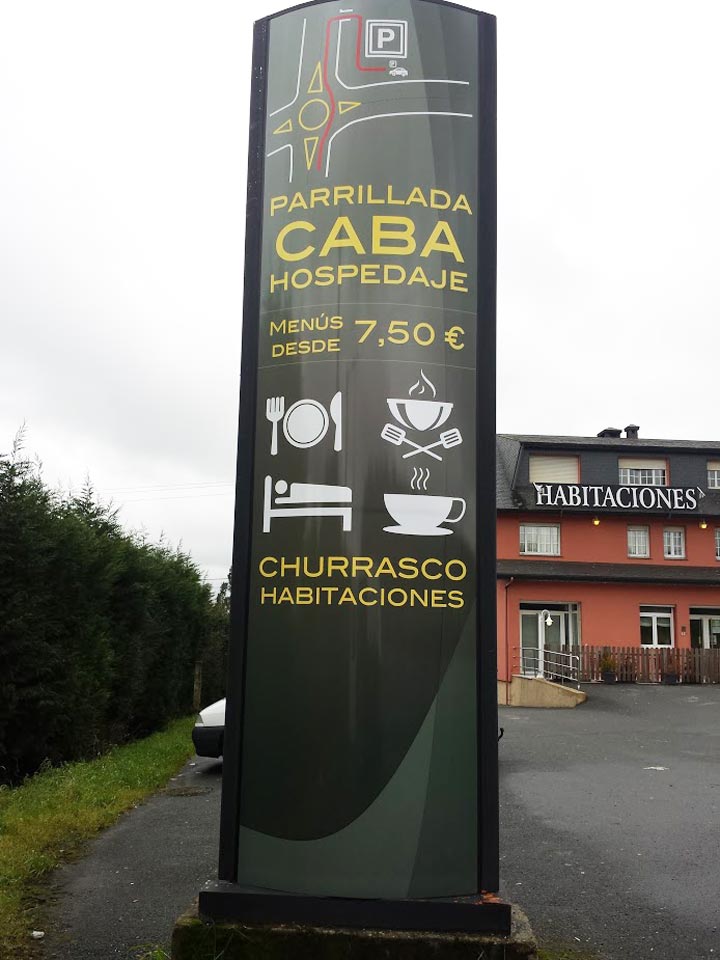 P
PARRILLADA
CABA
HOSPEDAJE
MENÚS
DESDE 7,50 €
CHURRASCO
HABITACIONES
HABITACIONES